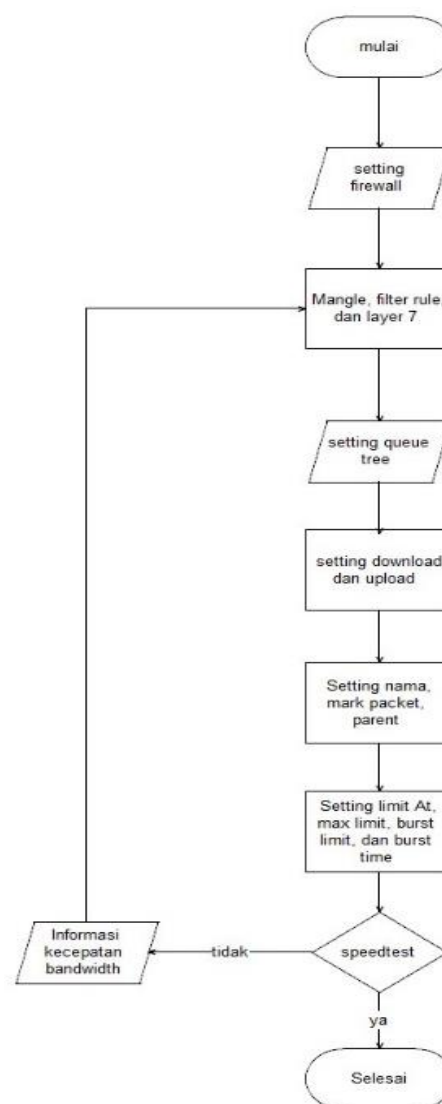 mulai
setting
firewall
Mangle, filter rule,
dan layer 7
setting queue
tree
setting download
dan upload
Setting nama,
mark packet,
parent
Setting limit At,
max limit, burst
limit, dan burst
time
speedtest
tidak
Informasi
kecepatan
bandwidth
ya
Selesai